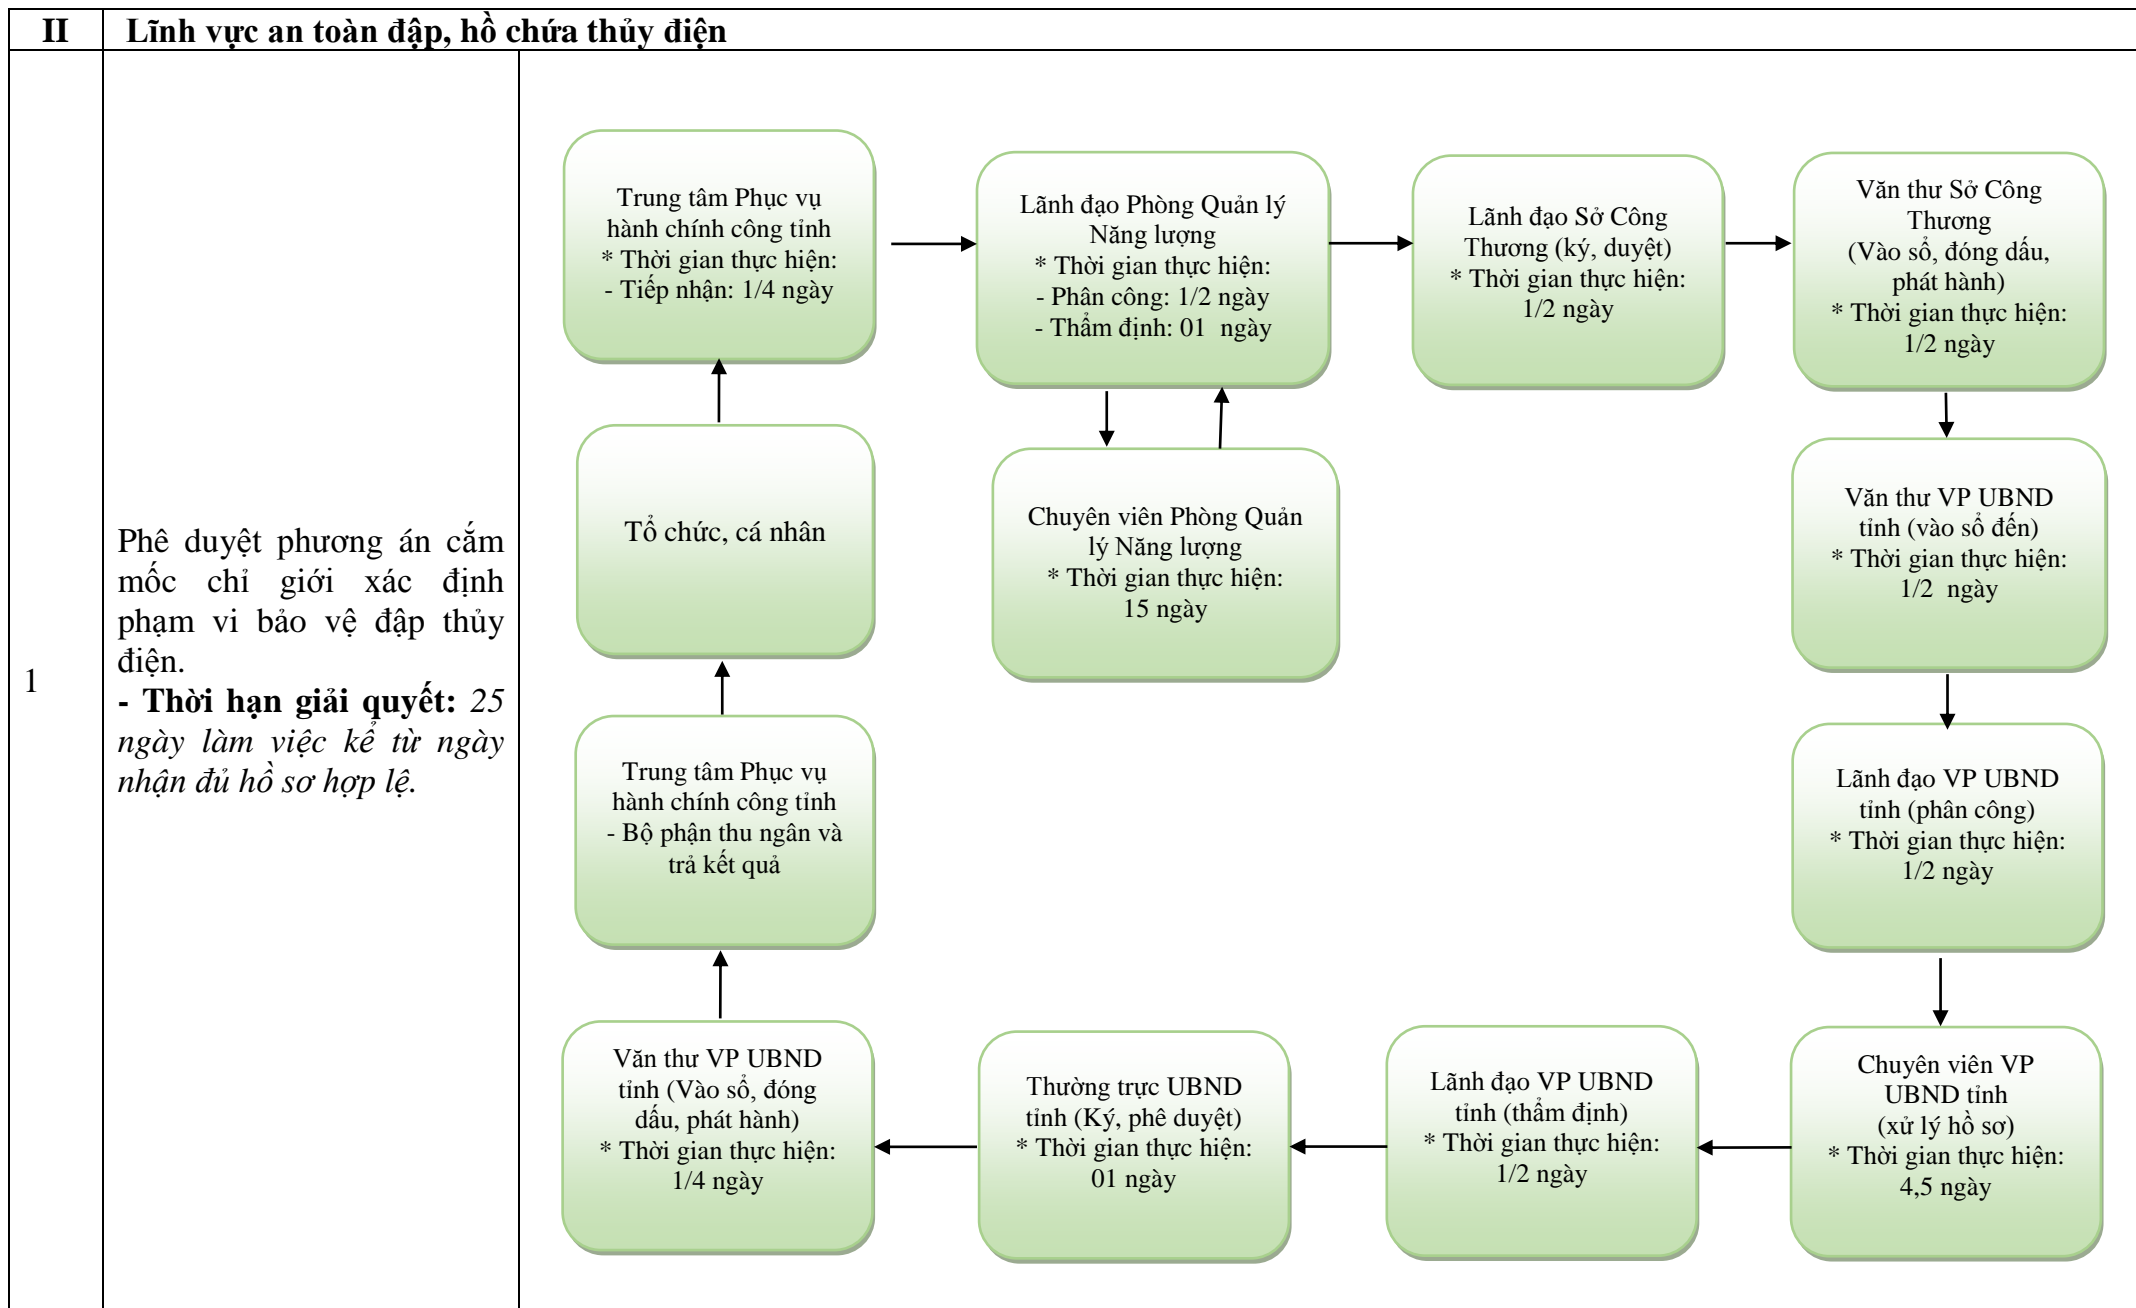 II
Lĩnh vực an toàn đập, hồ chứa thủy điện
1
Phê duyệt phương án cắm
mốc chỉ giới xác định
phạm vi bảo vệ đập thủy
điện.
- Thời hạn giải quyết: 25
ngày làm việc kể từ ngày
nhận đủ hồ sơ hợp lệ.
Trung tâm Phục vụ
hành chính công tỉnh
* Thời gian thực hiện:
- Tiếp nhận: 1/4 ngày
Lãnh đạo Phòng Quản lý
Năng lượng
* Thời gian thực hiện:
- Phân công: 1/2 ngày
- Thẩm định: 01 ngày
Lãnh đạo Sở Công
Thương (ký, duyệt)
* Thời gian thực hiện:
1/2 ngày
Văn thư Sở Công
Thương
(Vào sổ, đóng dấu,
phát hành)
* Thời gian thực hiện:
1/2 ngày
Tổ chức, cá nhân
Chuyên viên Phòng Quản
lý Năng lượng
* Thời gian thực hiện:
15 ngày
Văn thư VP UBND
tỉnh (vào sổ đến)
* Thời gian thực hiện:
1/2 ngày
Trung tâm Phục vụ
hành chính công tỉnh
- Bộ phận thu ngân và
trả kết quả
Lãnh đạo VP UBND
tỉnh (phân công)
* Thời gian thực hiện:
1/2 ngày
Văn thư VP UBND
tỉnh (Vào sổ, đóng
dấu, phát hành)
* Thời gian thực hiện:
1/4 ngày
Thường trực UBND
tỉnh (Ký, phê duyệt)
* Thời gian thực hiện:
01 ngày
Lãnh đạo VP UBND
tỉnh (thẩm định)
* Thời gian thực hiện:
1/2 ngày
Chuyên viên VP
UBND tỉnh
(xử lý hồ sơ)
* Thời gian thực hiện:
4,5 ngày